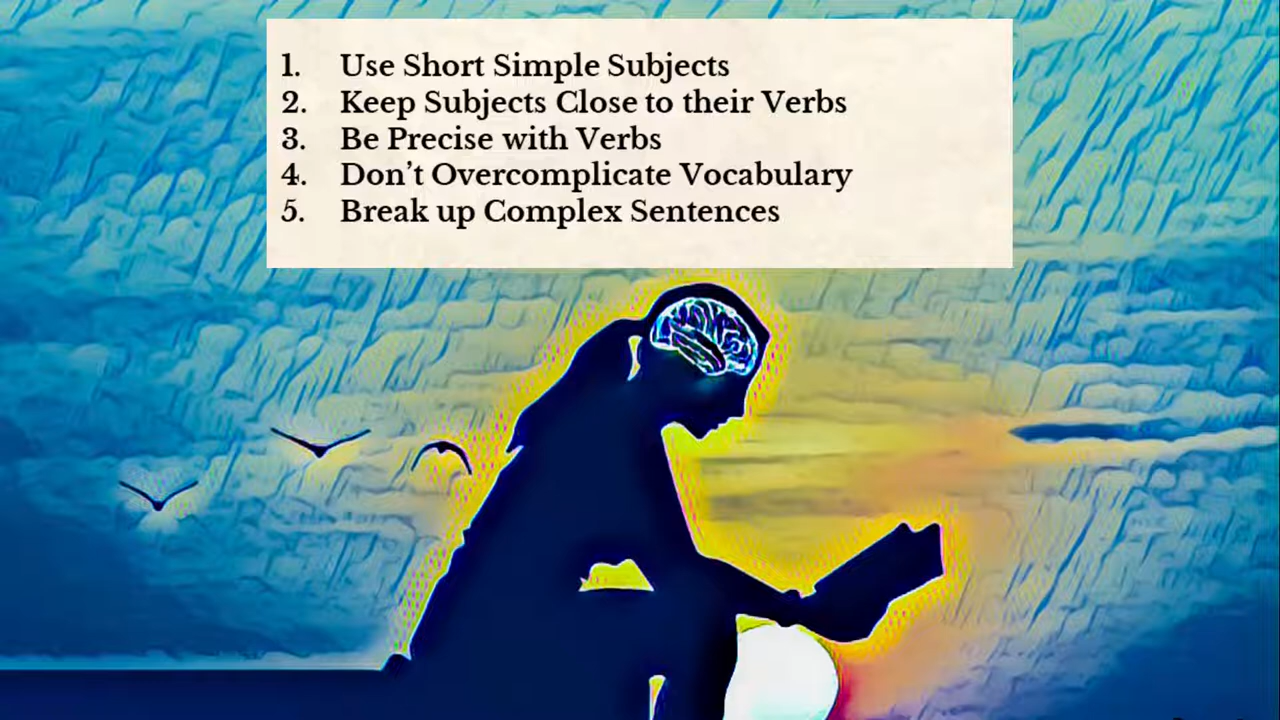 1. Use Short Simple Subjects
2. Keep Subjects Close to their Verbs
3. Be Precise with Verbs
4. Don’t Overcomplicate Vocabulary
5. Break up Complex Sentences